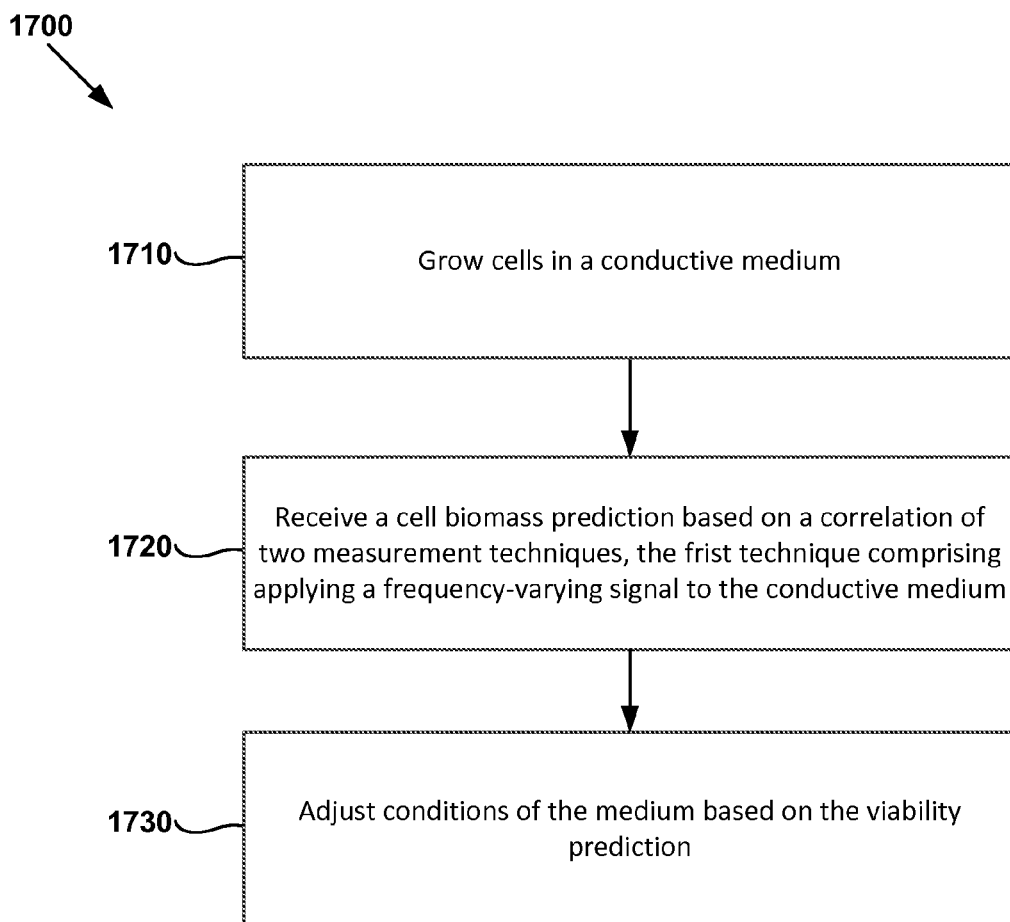 1700
1710
Grow cells in a conductive medium
1720
Receive a cell biomass prediction based on a correlation of
two measurement techniques, the frist technique comprising
applying a frequency-varying signal to the conductive medium
1730
Adjust conditions of the medium based on the viability
prediction